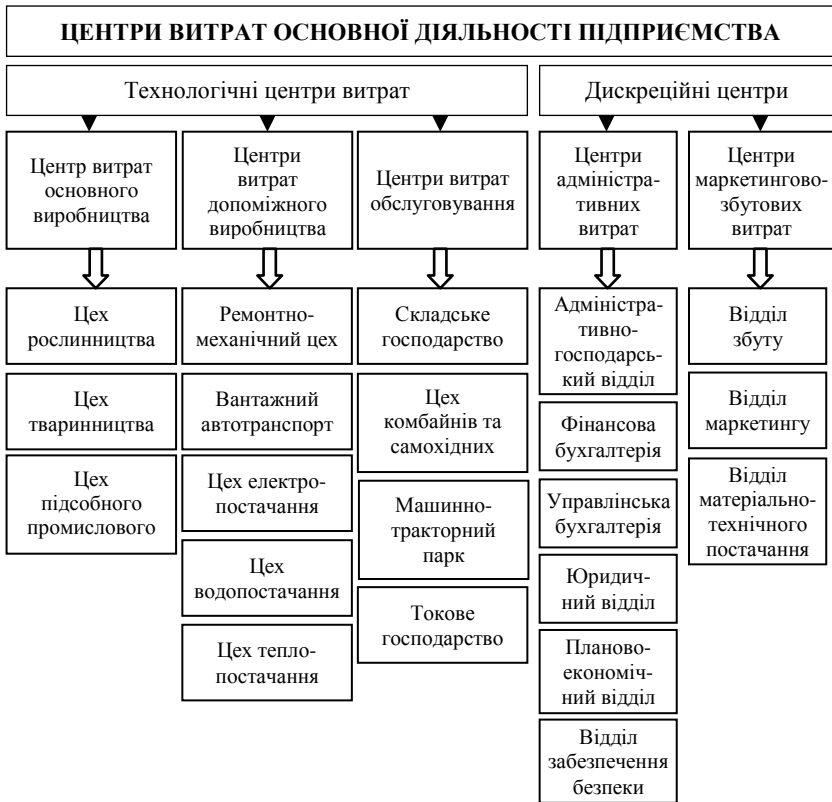 ЦЕНТРИ ВИТРАТ ОСНОВНОЇ ДІЯЛЬНОСТІ ПІДПРИЄМСТВА
Технологічні центри витрат
Дискреційні центри
Центр витрат
основного
виробництва
Центри
витрат
допоміжного
виробництва
Центри витрат
обслуговування
Центри
адміністра-
тивних
витрат
Центри
маркетингово-
збутових
витрат
Цех
рослинництва
Цех
тваринництва
Цех
підсобного
промислового
Ремонтно-
механічний цех
Вантажний
автотранспорт
Цех електро-
постачання
Цех
водопостачання
Цех тепло-
постачання
Складське
господарство
Цех
комбайнів та
самохідних
Машинно-
тракторний
парк
Токове
господарство
Адміністра-
тивно-
господарсь-
кий відділ
Фінансова
бухгалтерія
Управлінська
бухгалтерія
Юридич-
ний відділ
Планово-
економіч-
ний відділ
Відділ
забезпечення
безпеки
Відділ
збуту
Відділ
маркетингу
Відділ
матеріально-
технічного
постачання